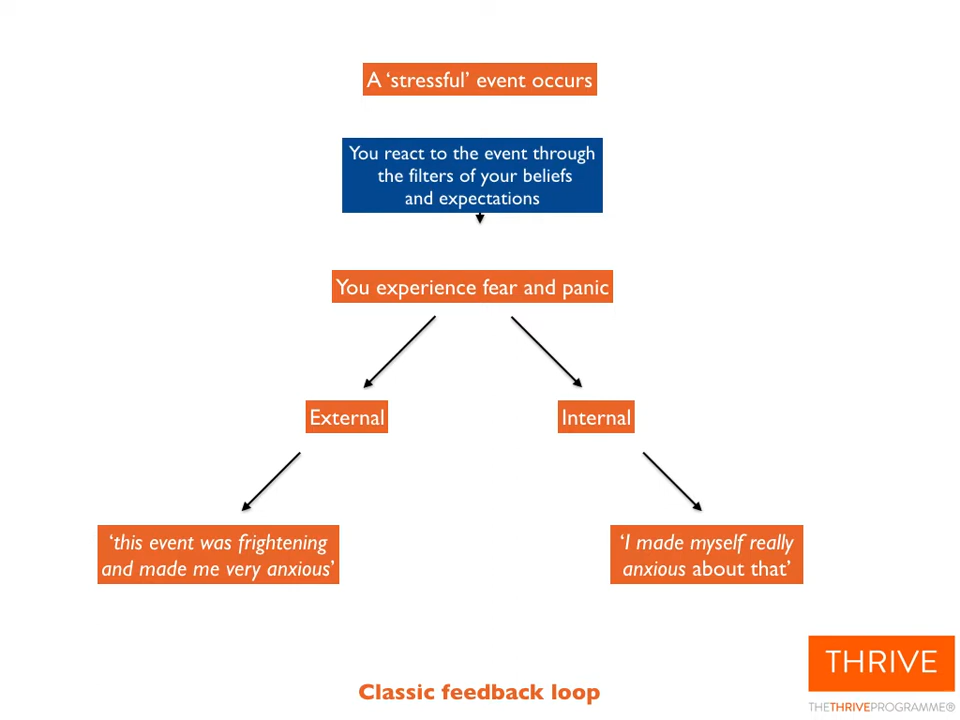 A ‘stressful’ event occurs
You react to the event through
the filters of your beliefs
and expectations
You experience fear and panic
External
Internal
‘this event was frightening
and made me very anxious’
‘I made myself really
anxious about that’
THRIVE
THETHRIVEPROGRAMME®
Classic feedback loop